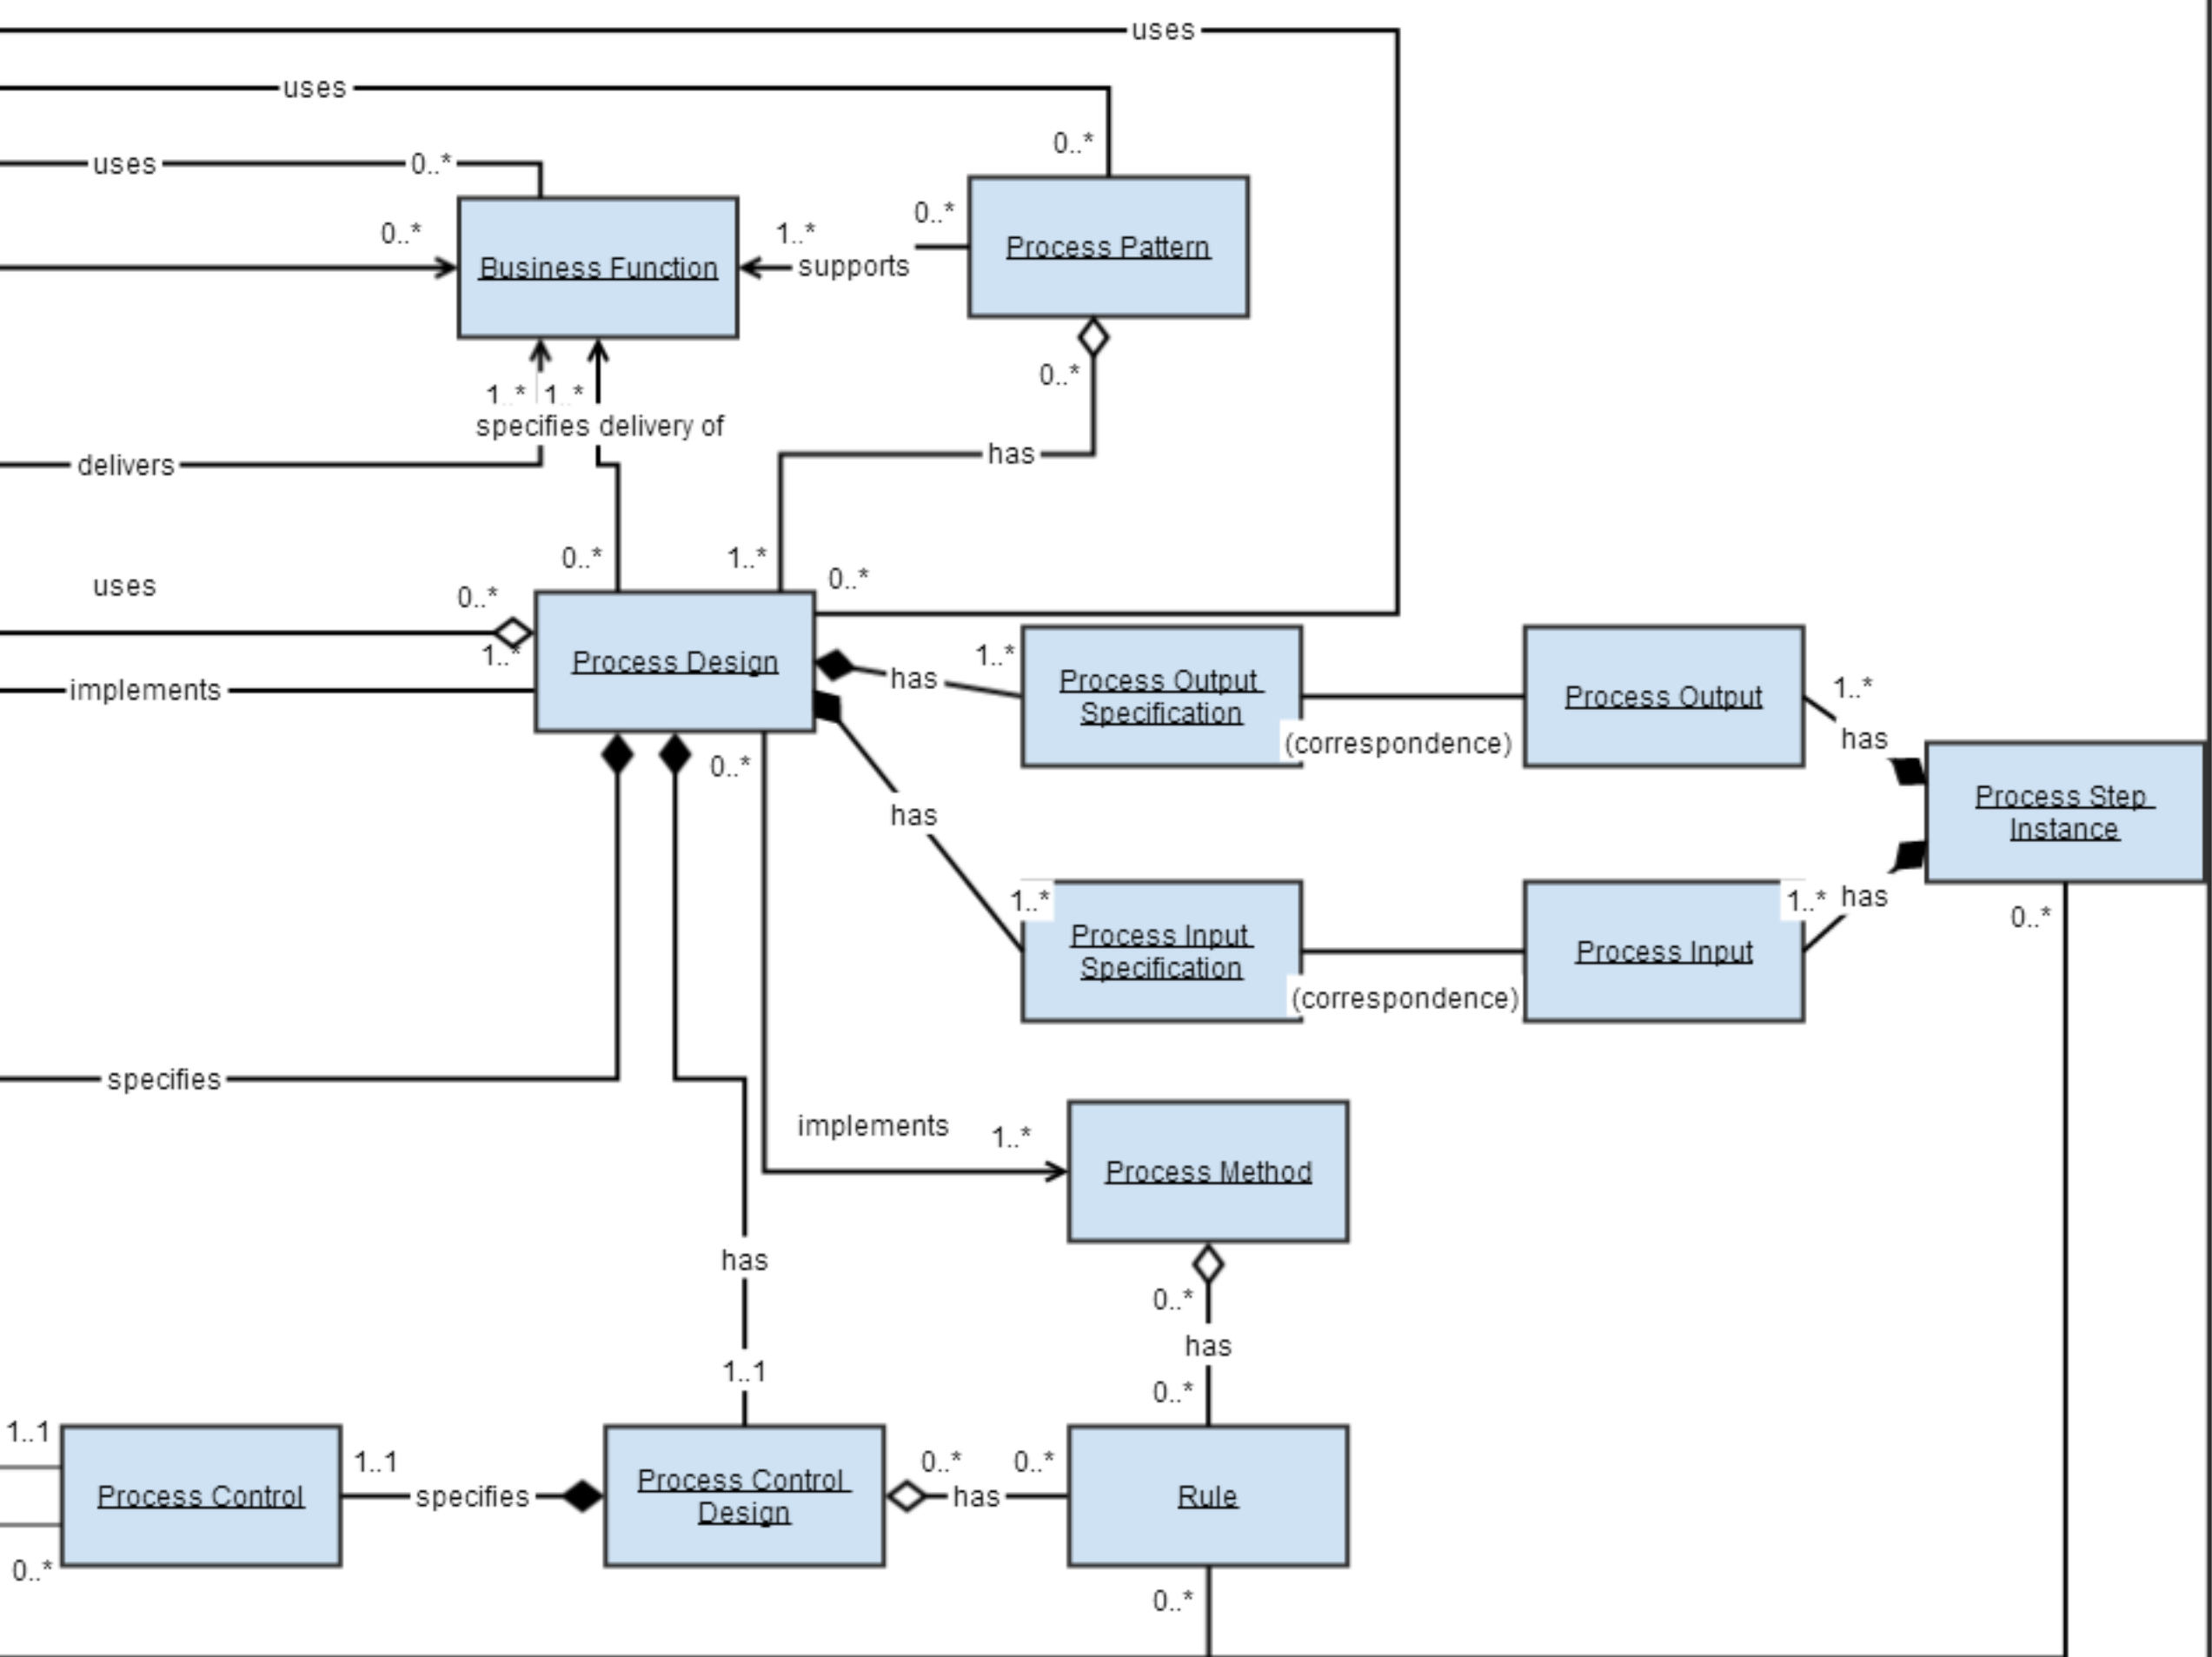 uses
uses
0..*
uses
0..*
0..*
1..*
0..*
Business Function
supports
Process Pattern
0..*
1..*
1..*
specifies delivery of
has
delivers
0..*
1..*
0..*
uses
0..*
1..*
Process Design
has
1..*
Process Output
Specification
Process Output
1..*
implements
(correspondence)
has
0..*
Process Step
Instance
has
1..*
1..*
has
0..*
Process Input
Specification
Process Input
(correspondence)
specifies
implements
1..*
Process Method
has
0..*
has
1..1
0..*
1..1
1..1
0..*
0..*
Process Control
specifies
Process Control
Design
has
Rule
0..*
0..*